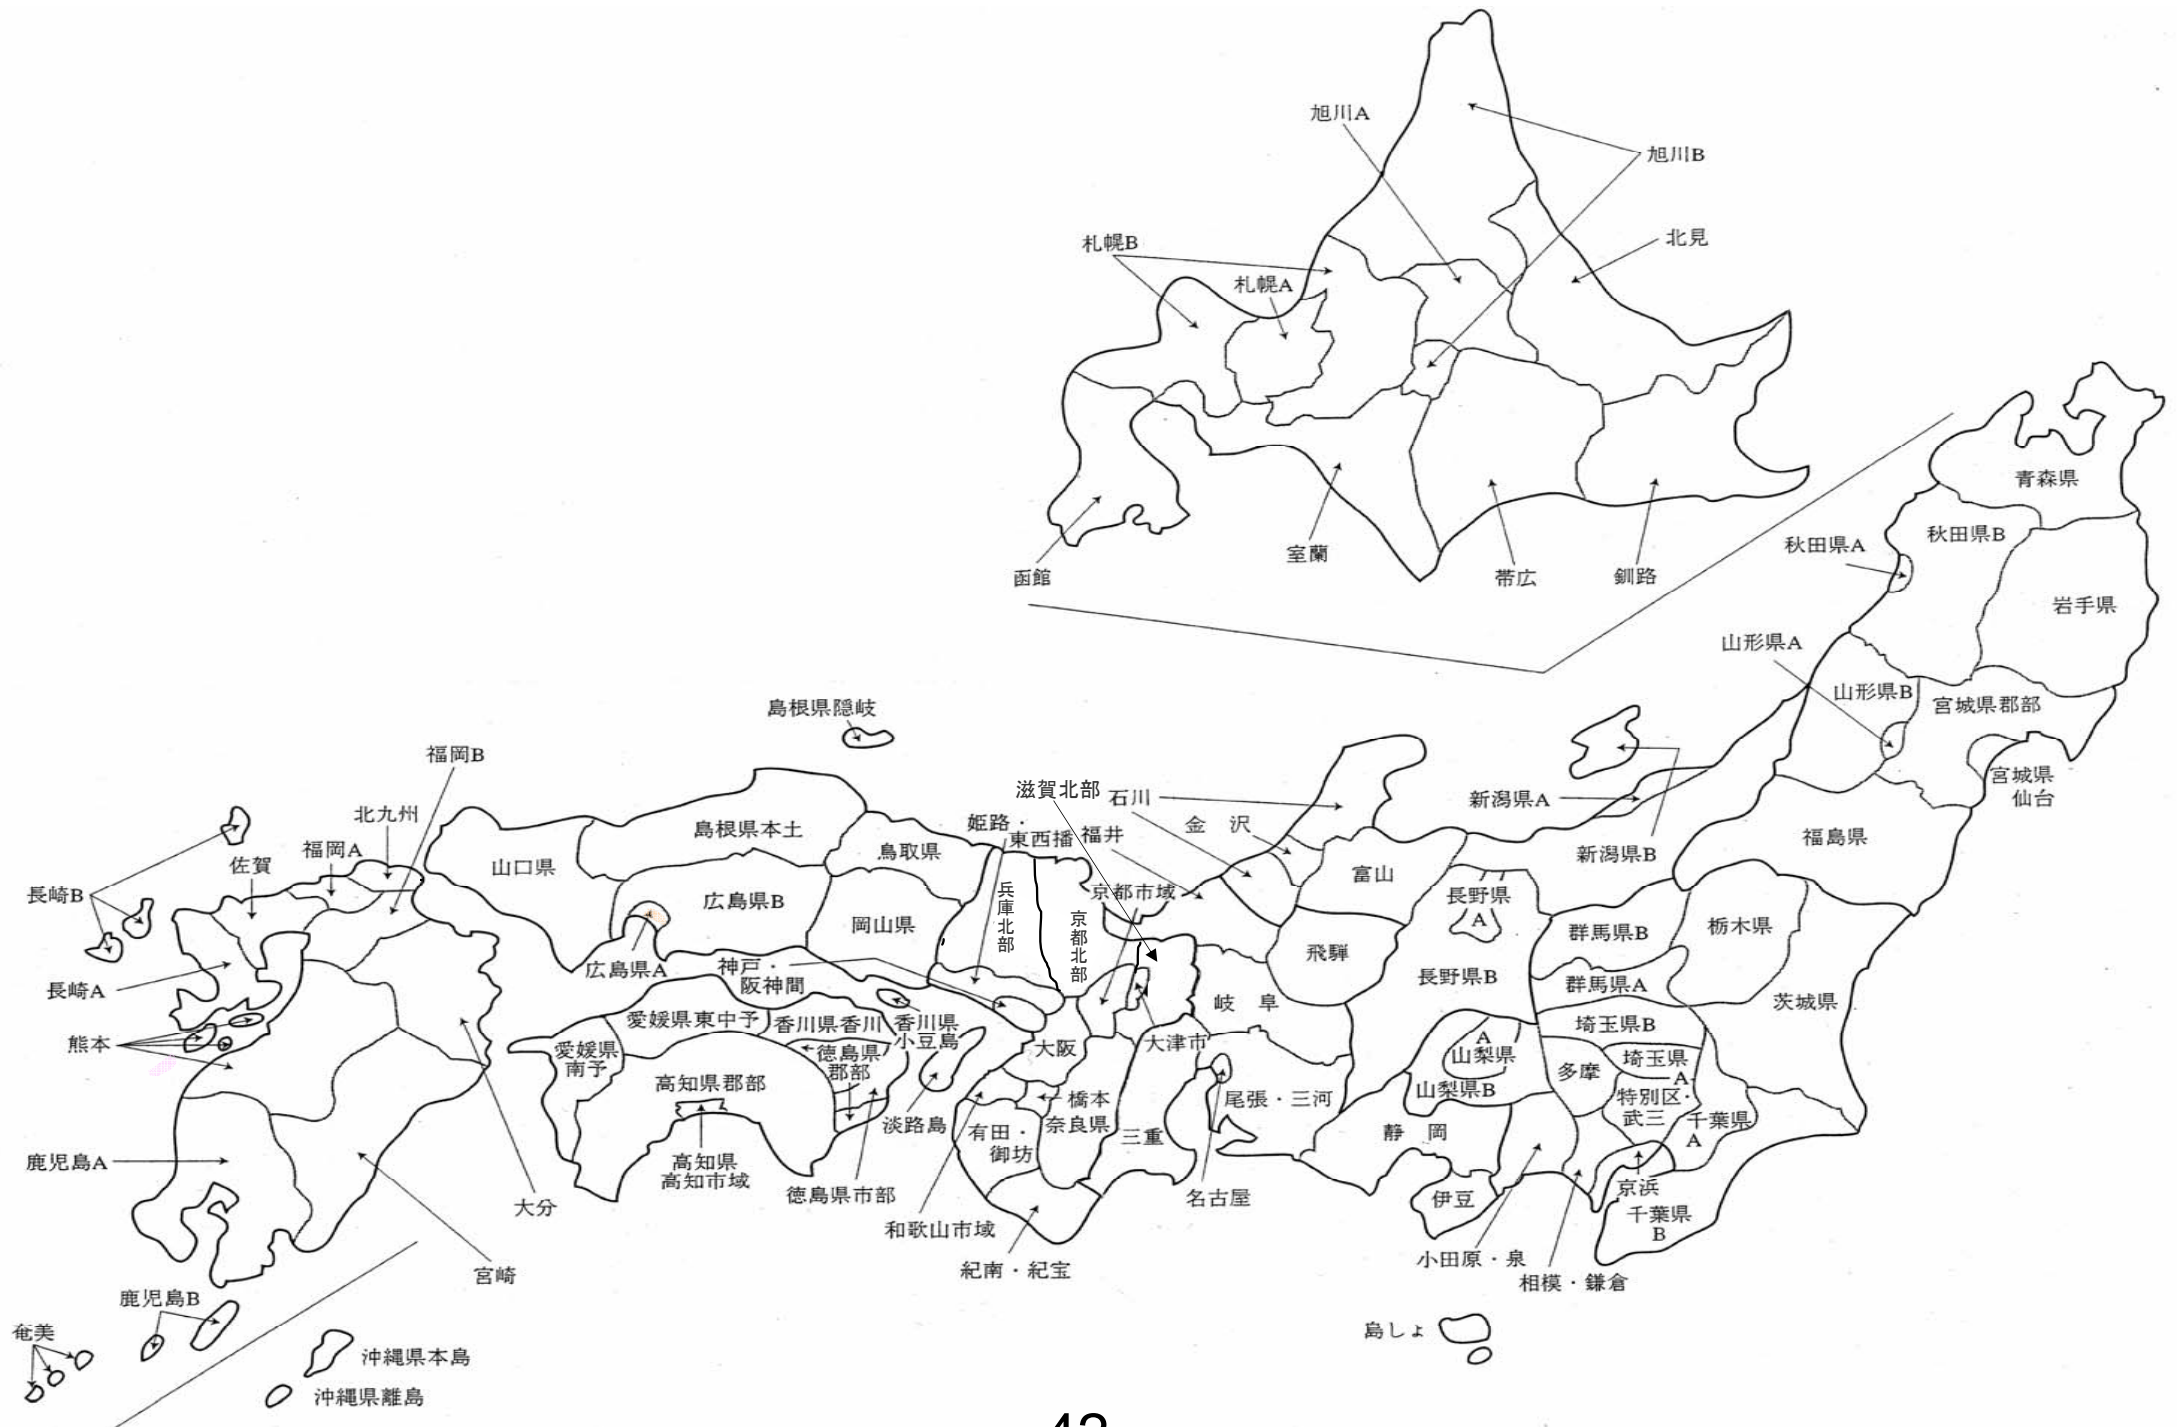 旭川A
旭川B
札幌B
北見
札幌A
函館
室蘭
帯広
釧路
青森県
秋田県B
秋田県A
岩手県
山形県A
山形県B
宮城県郡部
宮城県
仙台
福島県
新潟県A
新潟県B
島根県隠岐
福岡B
北九州
福岡A
佐賀
長崎B
長崎A
熊本
鹿児島A
大分
宮崎
鹿児島B
奄美
沖縄県本島
沖縄県離島
山口県
島根県本土
鳥取県
広島県B
広島県A
岡山県
姫路・
東西播
兵庫北部
京都北部
神戸・
阪神間
滋賀北部
石川
金沢
福井
京都市域
富山
飛騨
岐阜
大津市
大阪
愛媛県東中予
愛媛県
南予
香川県香川
香川県
小豆島
徳島県
郡部
高知県郡部
高知県
高知市域
徳島県市部
淡路島
和歌山市域
有田・
御坊
橋本
奈良県
三重
紀南・紀宝
名古屋
尾張・三河
長野県
A
長野県B
群馬県B
群馬県A
栃木県
茨城県
埼玉県B
埼玉県
A
A
山梨県
山梨県B
多摩
特別区・
武三
千葉県
A
静岡
伊豆
京浜
千葉県
B
小田原・泉
相模・鎌倉
島しょ